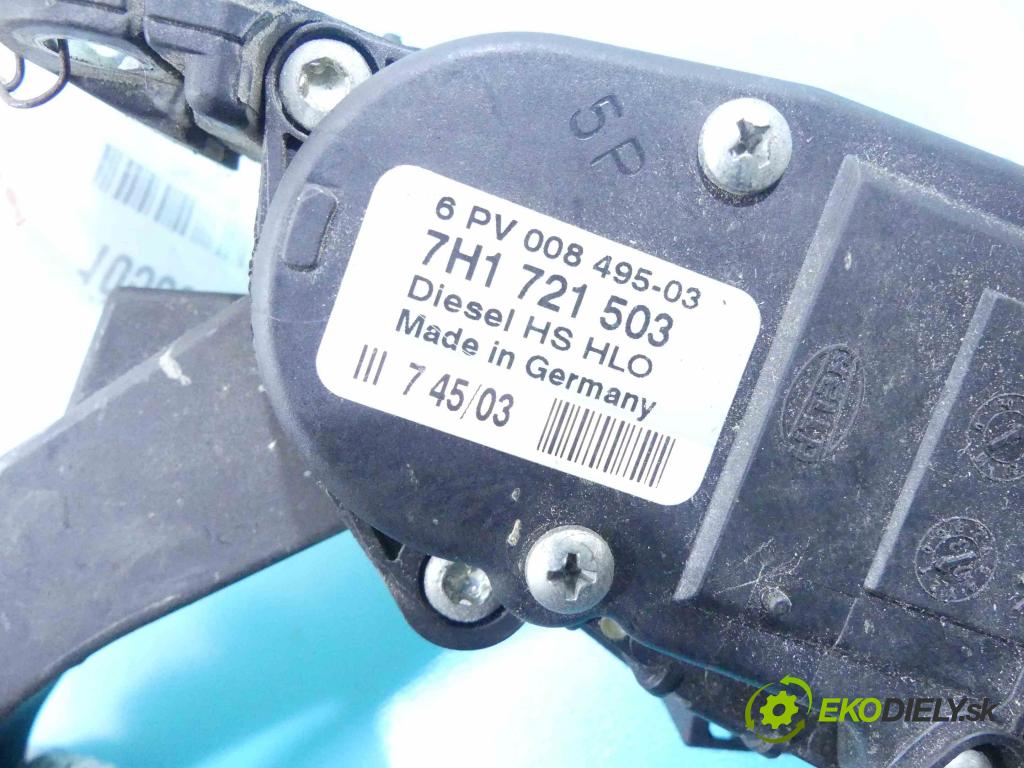 5P
6 PV 008 495-03
7H1 721 503
Diesel HS HLO
Made in Germany
7 45/03
HELLA
EKODIELY.sk